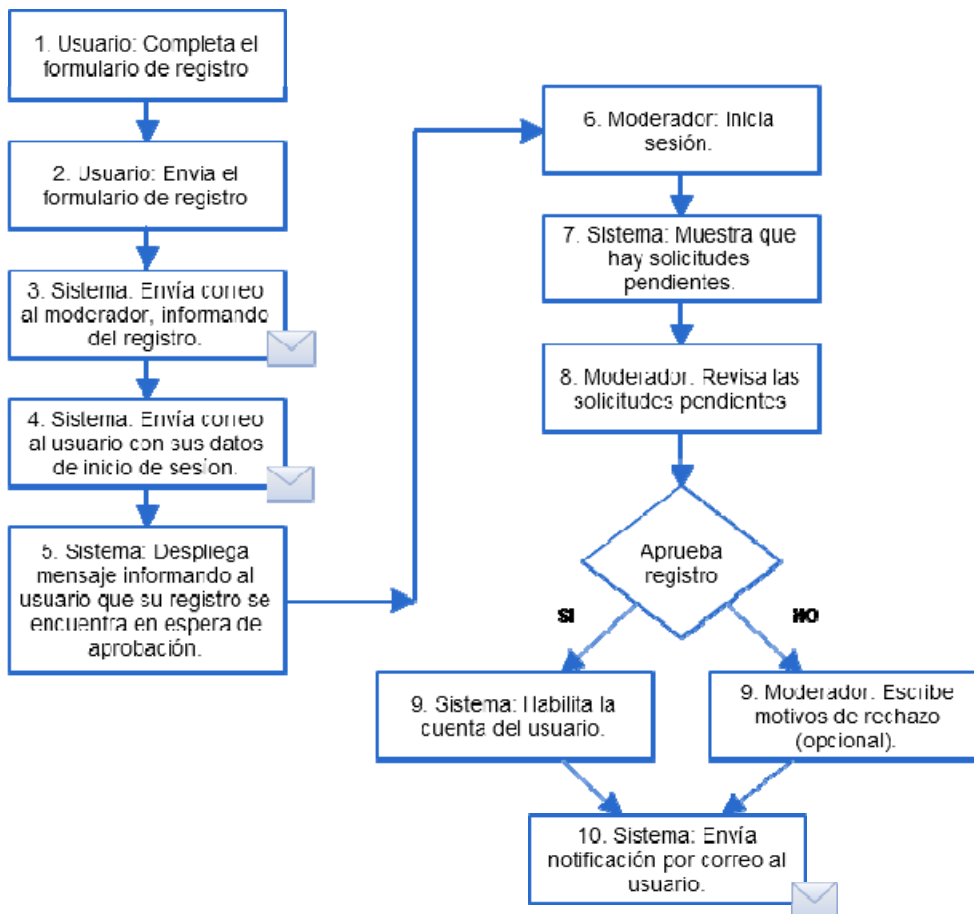 1. Usuario: Completa el
formulario de registro
2. Usuario: Envia el
formulario de registro
3. Sistema: Envía correo
al moderador, informando
del registro.
4. Sistema: Envía correo
al usuario con sus datos
de inicio de sesion.
5. Sistema: Despliega
mensaje informando al
usuario que su registro se
encuentra en espera de
aprobación.
6. Moderador: Inicia
sesión.
7. Sistema: Muestra que
hay solicitudes
pendientes.
8. Moderador: Revisa las
solicitudes pendientes
Aprueba
registro
SI
NO
9. Sistema: Habilita la
cuenta del usuario.
9. Moderador: Escribe
motivos de rechazo
(opcional).
10. Sistema: Envía
notificación por correo al
usuario.